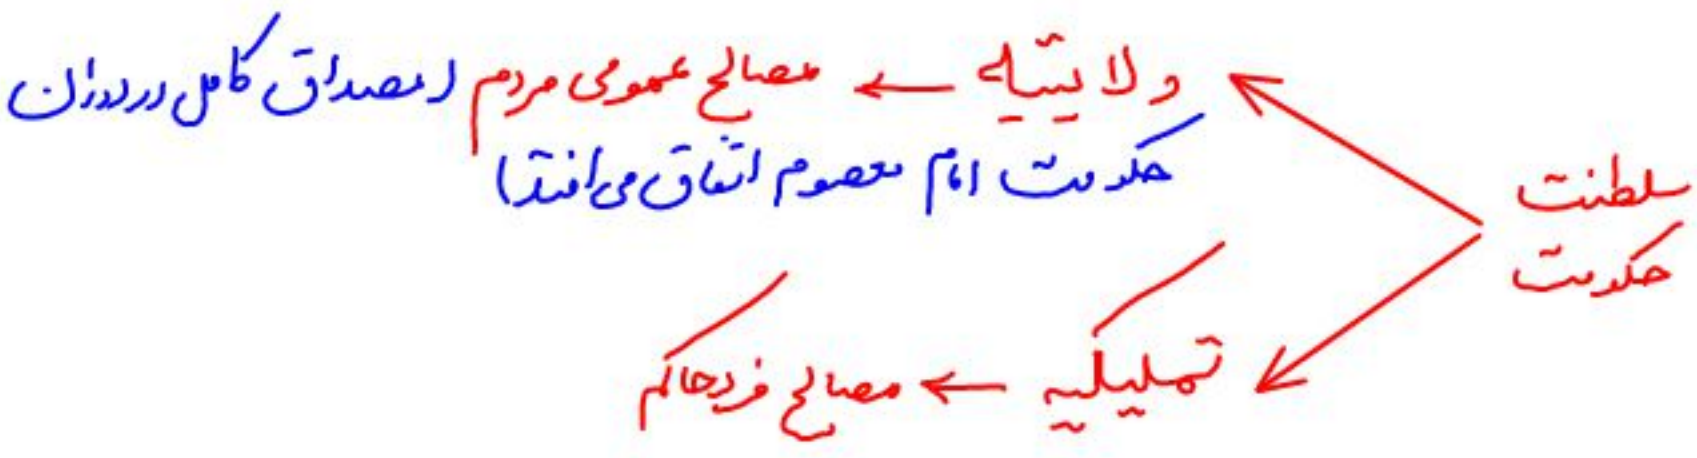 سلطنت
حکومت
ولایتیه ← مصالح عمومی مردم (مصداق کامل در دوران
حکومت امام معصوم اتفاق می‌افتد)
تملیکیه ← مصالح فرد حاکم